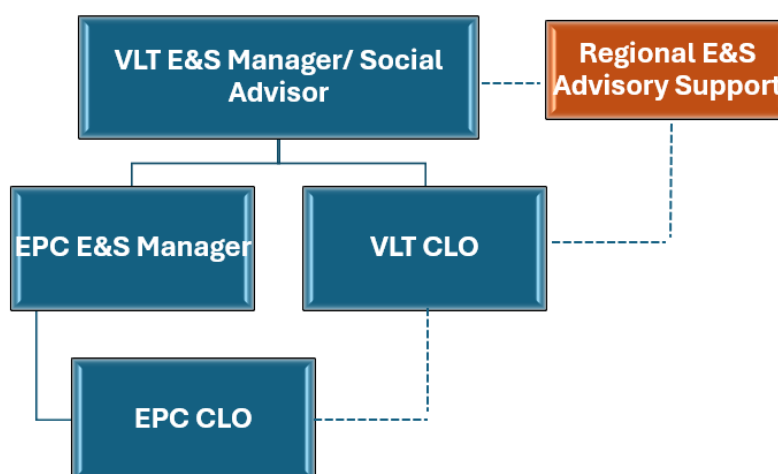 VLT E&S Manager/ Social
Advisor
Regional E&S
Advisory Support
EPC E&S Manager
VLT CLO
EPC CLO